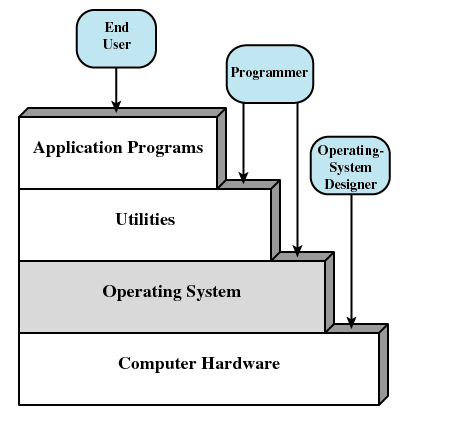 End
User
Programmer
Operating-
System
Designer
Application Programs
Utilities
Operating System
Computer Hardware